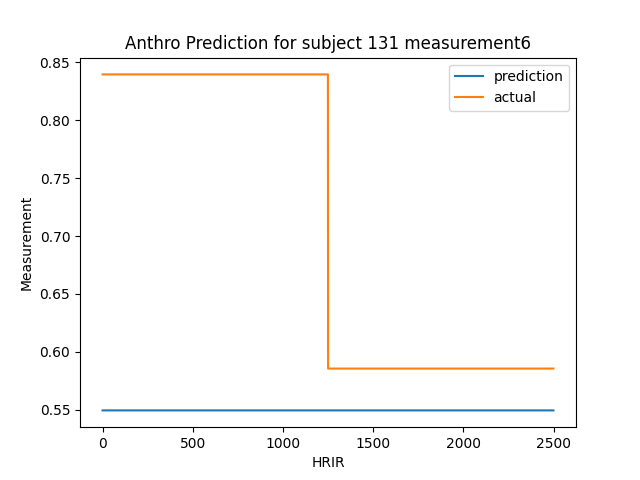 Anthro Prediction for subject 131 measurement6
prediction
actual
0.85
0.80
0.75
0.70
0.65
0.60
0.55
Measurement
0 500 1000 1500 2000 2500
HRIR